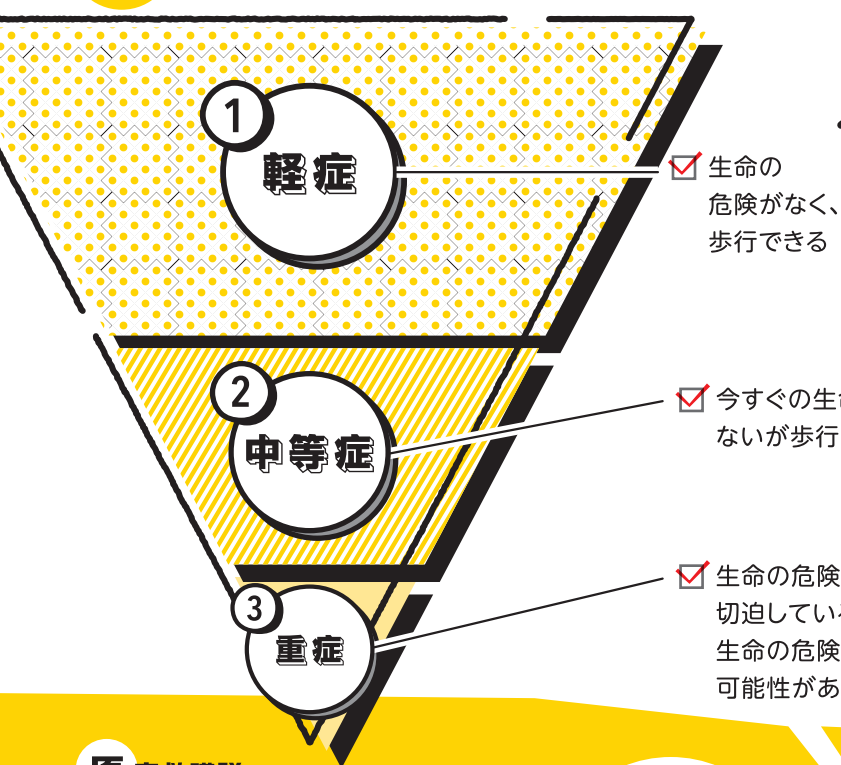 1
軽症
生命の
危険がなく、
歩行できる
2
中等症
今すぐの生命
ないが歩行
3
重症
生命の危険
切迫している
生命の危険
可能性があ